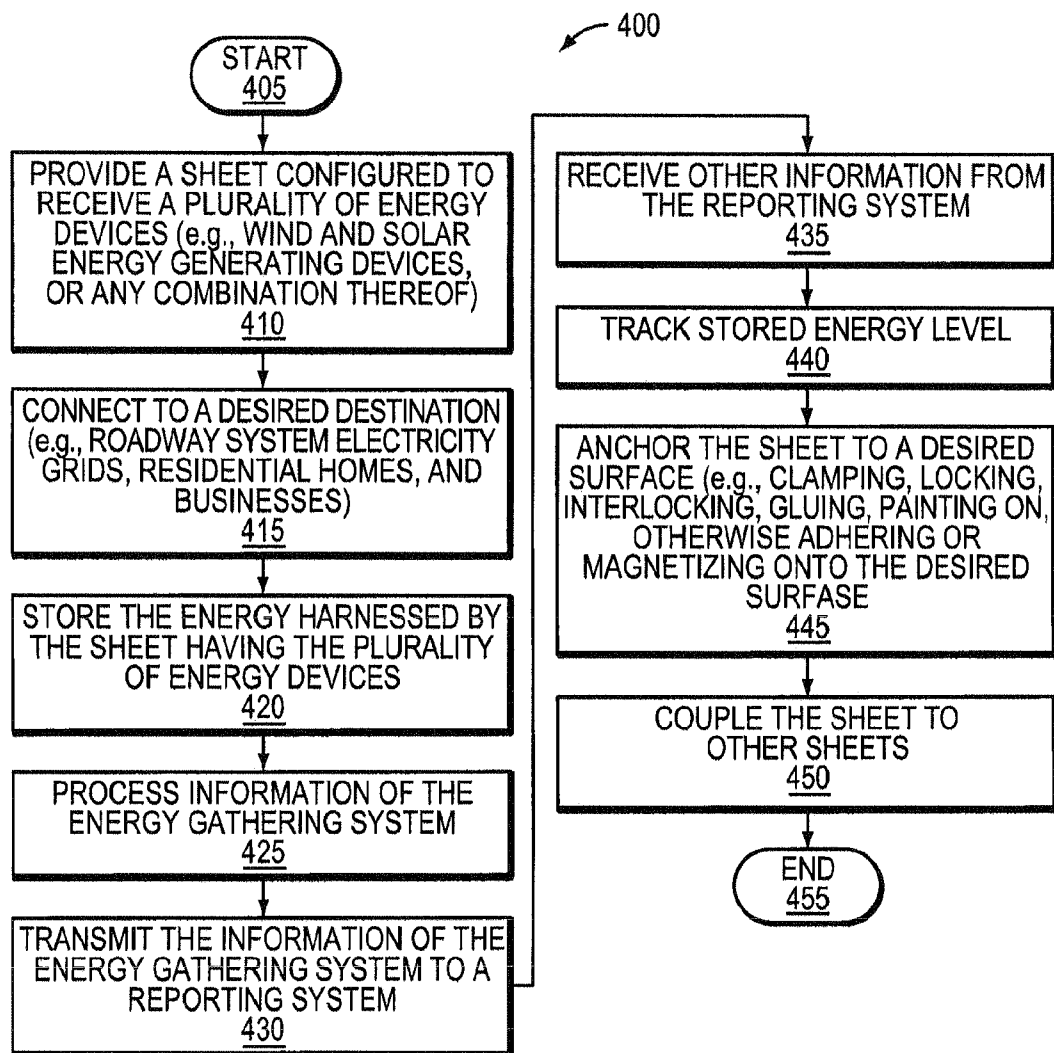 400
START
405
PROVIDE A SHEET CONFIGURED TO
RECEIVE A PLURALITY OF ENERGY
DEVICES (e.g., WIND AND SOLAR
ENERGY GENERATING DEVICES,
OR ANY COMBINATION THEREOF)
410
CONNECT TO A DESIRED DESTINATION
(e.g., ROADWAY SYSTEM ELECTRICITY
GRIDS, RESIDENTIAL HOMES, AND
BUSINESSES)
415
STORE THE ENERGY HARNESSED BY
THE SHEET HAVING THE PLURALITY
OF ENERGY DEVICES
420
PROCESS INFORMATION OF THE
ENERGY GATHERING SYSTEM
425
TRANSMIT THE INFORMATION OF THE
ENERGY GATHERING SYSTEM TO A
REPORTING SYSTEM
430
RECEIVE OTHER INFORMATION FROM
THE REPORTING SYSTEM
435
TRACK STORED ENERGY LEVEL
440
ANCHOR THE SHEET TO A DESIRED
SURFACE (e.g., CLAMPING, LOCKING,
INTERLOCKING, GLUING, PAINTING ON,
OTHERWISE ADHERING OR
MAGNETIZING ONTO THE DESIRED
SURFASE
445
COUPLE THE SHEET TO
OTHER SHEETS
450
END
455